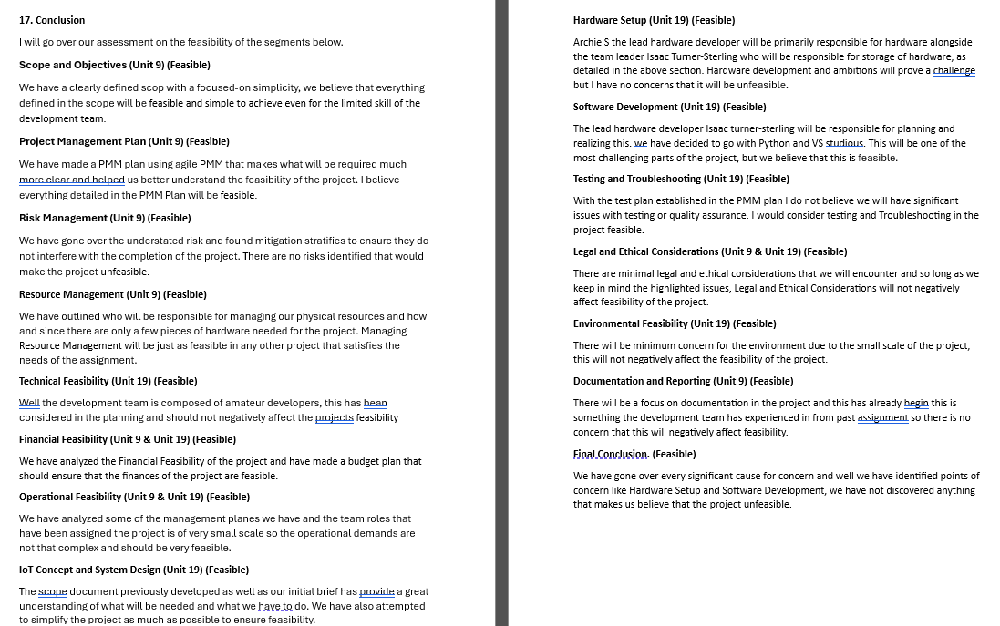 17. Conclusion
I will go over our assessment on the feasibility of the segments below.
Scope and Objectives (Unit 9) (Feasible)
We have a clearly defined scop with a focused-on simplicity, we believe that everything
defined in the scope will be feasible and simple to achieve even for the limited skill of the
development team.
Project Management Plan (Unit 9) (Feasible)
We have made a PMM plan using agile PMM that makes what will be required much
more clear and helped us better understand the feasibility of the project. I believe
everything detailed in the PMM Plan will be feasible.
Risk Management (Unit 9) (Feasible)
We have gone over the understated risk and found mitigation stratifies to ensure they do
not interfere with the completion of the project. There are no risks identified that would
make the project unfeasible.
Resource Management (Unit 9) (Feasible)
We have outlined who will be responsible for managing our physical resources and how
and since there are only a few pieces of hardware needed for the project. Managing
Resource Management will be just as feasible in any other project that satisfies the
needs of the assignment.
Technical Feasibility (Unit 19) (Feasible)
Well the development team is composed of amateur developers, this has bean
considered in the planning and should not negatively affect the projects feasibility
Financial Feasibility (Unit 9 & Unit 19) (Feasible)
We have analyzed the Financial Feasibility of the project and have made a budget plan that
should ensure that the finances of the project are feasible.
Operational Feasibility (Unit 9 & Unit 19) (Feasible)
We have analyzed some of the management planes we have and the team roles that
have been assigned the project is of very small scale so the operational demands are
not that complex and should be very feasible.
IoT Concept and System Design (Unit 19) (Feasible)
The scope document previously developed as well as our initial brief has provide a great
understanding of what will be needed and what we have to do. We have also attempted
to simplify the project as much as possible to ensure feasibility.
Hardware Setup (Unit 19) (Feasible)
Archie S the lead hardware developer will be primarily responsible for hardware alongside
the team leader Isaac Turner-Sterling who will be responsible for storage of hardware, as
detailed in the above section. Hardware development and ambitions will prove a challenge
but I have no concerns that it will be unfeasible.
Software Development (Unit 19) (Feasible)
The lead hardware developer Isaac turner-sterling will be responsible for planning and
realizing this. we have decided to go with Python and VS studious. This will be one of the
most challenging parts of the project, but we believe that this is feasible.
Testing and Troubleshooting (Unit 19) (Feasible)
With the test plan established in the PMM plan I do not believe we will have significant
issues with testing or quality assurance. I would consider testing and Troubleshooting in the
project feasible.
Legal and Ethical Considerations (Unit 9 & Unit 19) (Feasible)
There are minimal legal and ethical considerations that we will encounter and so long as we
keep in mind the highlighted issues, Legal and Ethical Considerations will not negatively
affect feasibility of the project.
Environmental Feasibility (Unit 19) (Feasible)
There will be minimum concern for the environment due to the small scale of the project,
this will not negatively affect the feasibility of the project.
Documentation and Reporting (Unit 9) (Feasible)
There will be a focus on documentation in the project and this has already begin this is
something the development team has experienced in from past assignment so there is no
concern that this will negatively affect feasibility.
Final Conclusion. (Feasible)
We have gone over every significant cause for concern and well we have identified points of
concern like Hardware Setup and Software Development, we have not discovered anything
that makes us believe that the project unfeasible.